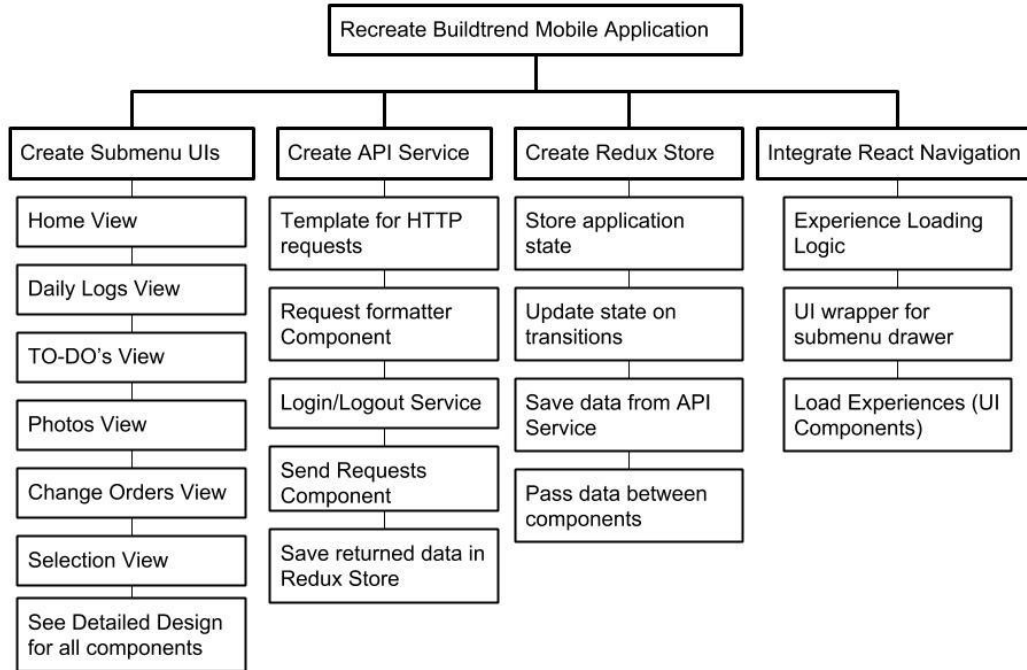 Recreate Buildtrend Mobile Application
Create Submenu UIs
Home View
Daily Logs View
TO-DO’s View
Photos View
Change Orders View
Selection View
See Detailed Design
for all components
Create API Service
Template for HTTP
requests
Request formatter
Component
Login/Logout Service
Send Requests
Component
Save returned data in
Redux Store
Create Redux Store
Store application
state
Update state on
transitions
Save data from API
Service
Pass data between
components
Integrate React Navigation
Experience Loading
Logic
UI wrapper for
submenu drawer
Load Experiences (UI
Components)